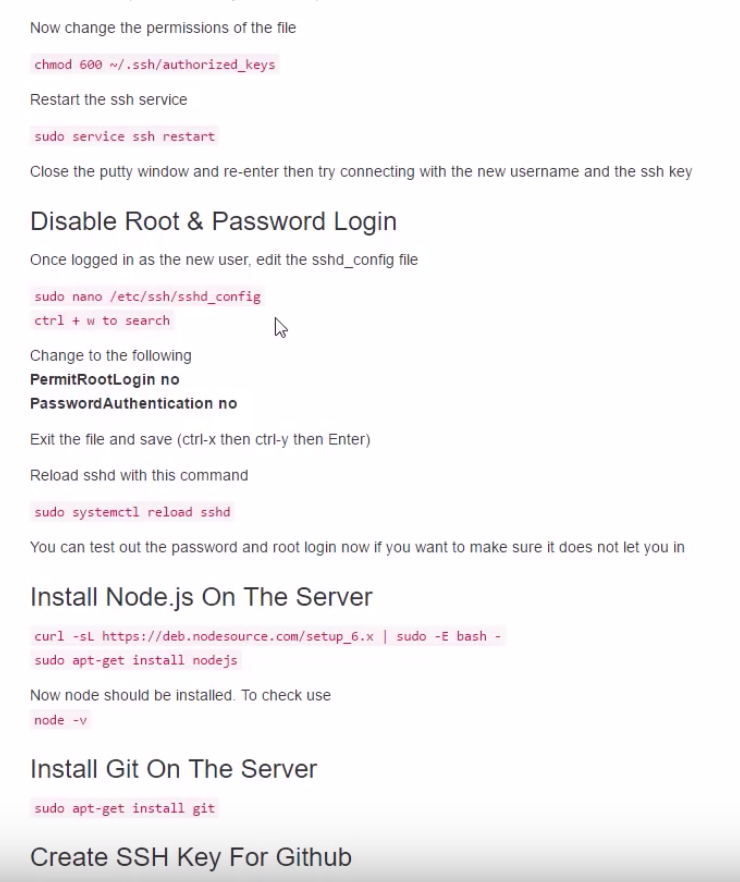 Now change the permissions of the file
chmod 600 ~/.ssh/authorized_keys
Restart the ssh service
sudo service ssh restart
Close the putty window and re-enter then try connecting with the new username and the ssh key
Disable Root & Password Login
Once logged in as the new user, edit the sshd_config file
sudo nano /etc/ssh/sshd_config
ctrl + w to search
Change to the following
PermitRootLogin no
PasswordAuthentication no
Exit the file and save (ctrl-x then ctrl-y then Enter)
Reload sshd with this command
sudo systemctl reload sshd
You can test out the password and root login now if you want to make sure it does not let you in
Install Node.js On The Server
curl -sL https://deb.nodesource.com/setup_6.x | sudo -E bash -
sudo apt-get install nodejs
Now node should be installed. To check use
node -v
Install Git On The Server
sudo apt-get install git
Create SSH Key For Github